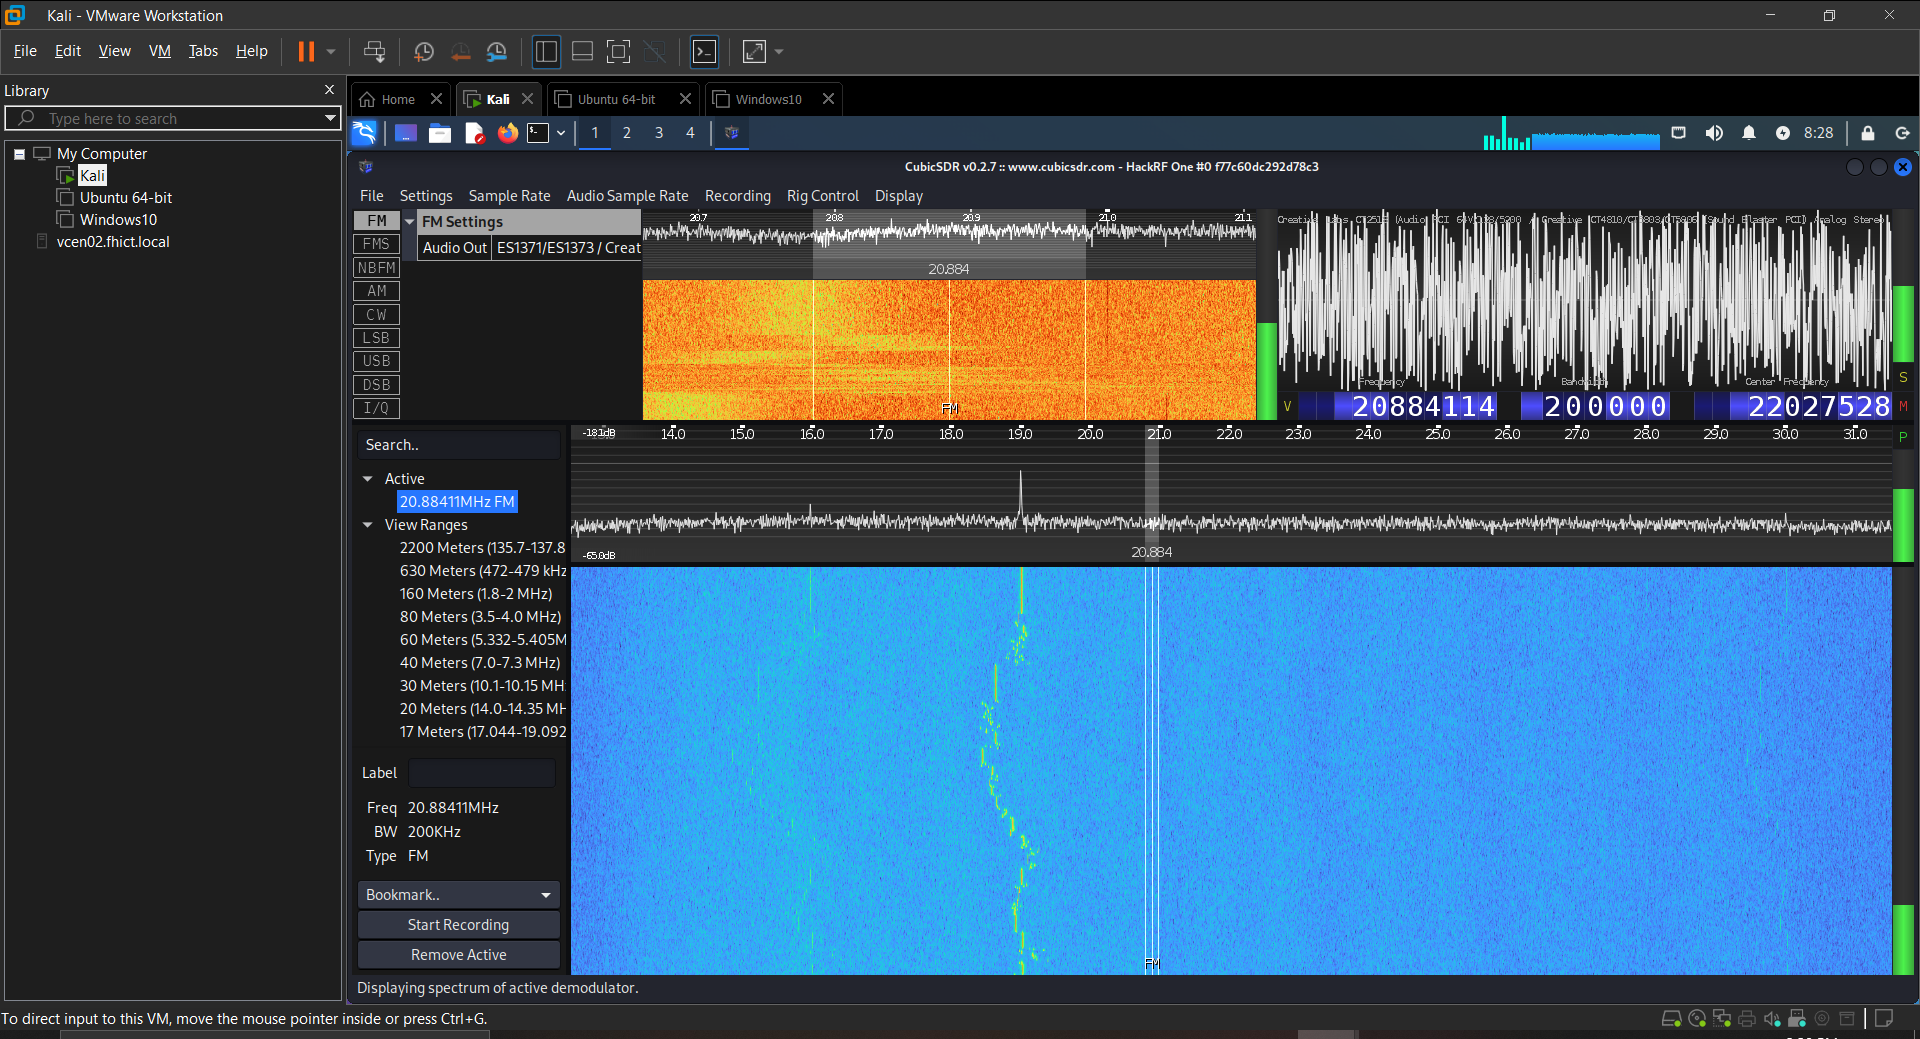 Kali - VMware Workstation
File Edit View VM Tabs Help
Library
Type here to search
My Computer
Kali
Ubuntu 64-bit
Windows10
vcen02.fhict.local
Home Kali Ubuntu 64-bit Windows10
1 2 3 4 8:28
CubicSDR v0.2.7 :: www.cubicsdr.com - HackRF One #0 f77c60dc292d78c3
File Settings Sample Rate Audio Sample Rate Recording Rig Control Display
FM
FMS
NBFM
AM
CW
LSB
USB
DSB
I/Q
FM Settings
Audio Out ES1371/ES1373 / Creat
20.7 20.8 20.9 21.0 21.1
20.884
FM
Frequency Bandwidth Center Frequency
V 20884114 200000 22027528
S
M
P
Search..
Active
20.88411MHz FM
View Ranges
2200 Meters (135.7-137.8
630 Meters (472-479 kHz
160 Meters (1.8-2 MHz)
80 Meters (3.5-4.0 MHz)
60 Meters (5.332-5.405M
40 Meters (7.0-7.3 MHz)
30 Meters (10.1-10.15 MH
20 Meters (14.0-14.35 MH
17 Meters (17.044-19.092
Label
Freq 20.88411MHz
BW 200KHz
Type FM
Bookmark..
Start Recording
Remove Active
-18.1dB 14.0 15.0 16.0 17.0 18.0 19.0 20.0 21.0 22.0 23.0 24.0 25.0 26.0 27.0 28.0 29.0 30.0 31.0
-65.0dB
20.884
FM
Displaying spectrum of active demodulator.
To direct input to this VM, move the mouse pointer inside or press Ctrl+G.